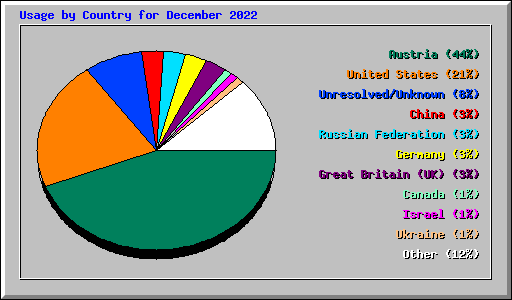 Usage by Country for December 2022
Austria (44%)
United States (21%)
Unresolved/Unknown (8%)
China (3%)
Russian Federation (3%)
Germany (3%)
Great Britain (UK) (3%)
Canada (1%)
Israel (1%)
Ukraine (1%)
Other (12%)